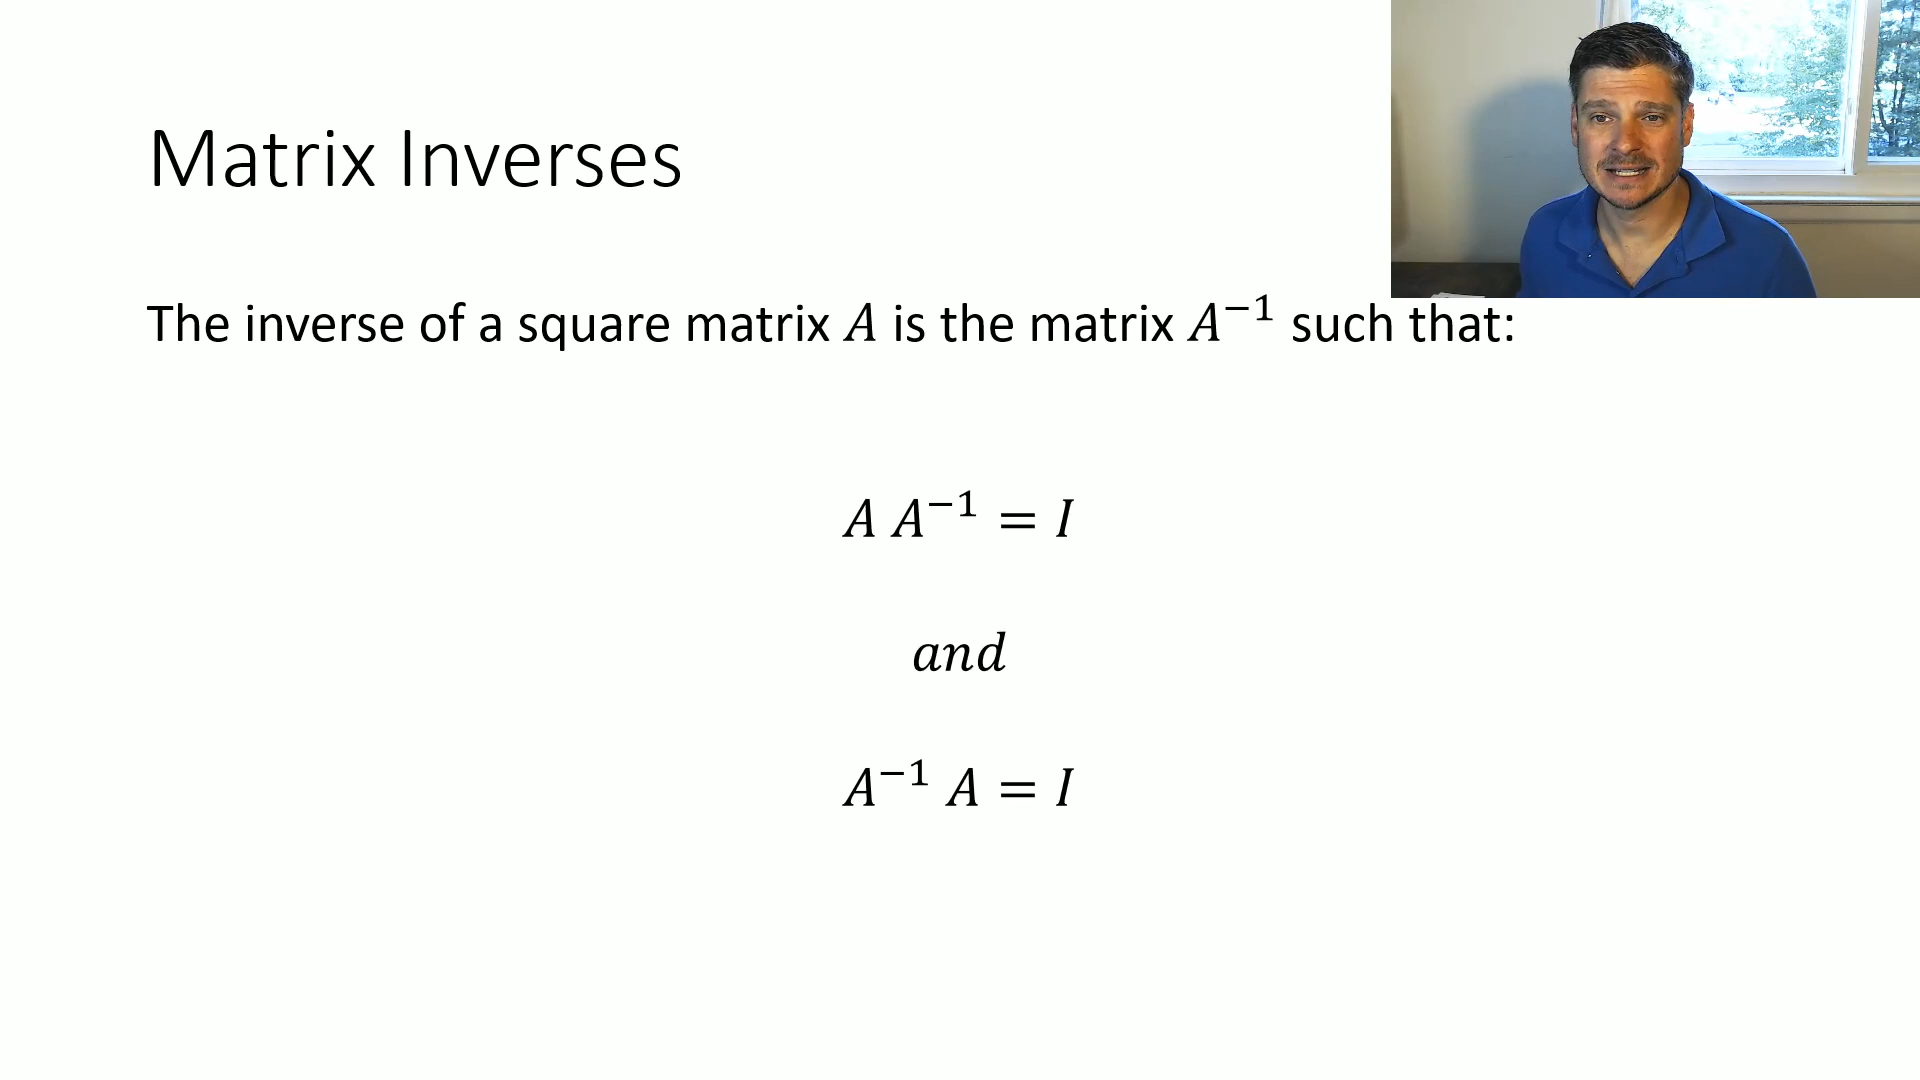 Matrix Inverses
The inverse of a square matrix A is the matrix A⁻¹ such that:
A A⁻¹ = I
and
A⁻¹ A = I